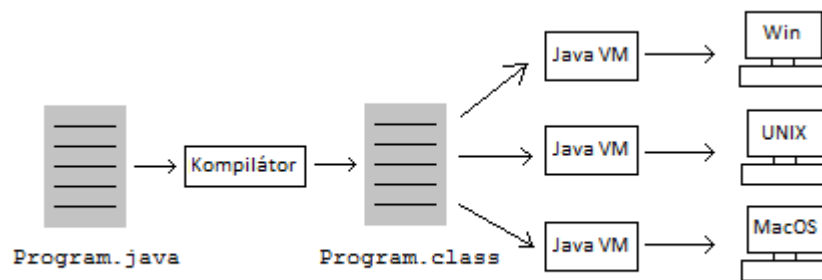 Program.java
Kompilátor
Program.class
Java VM
Win
Java VM
UNIX
Java VM
MacOS